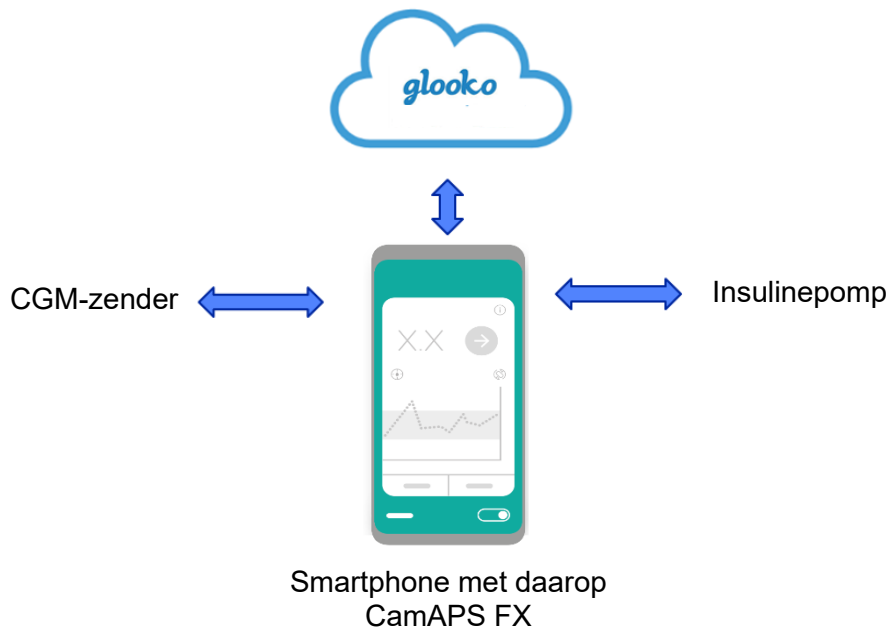 glooko
CGM-zender
Insulinepomp
X.X
Smartphone met daarop
CamAPS FX